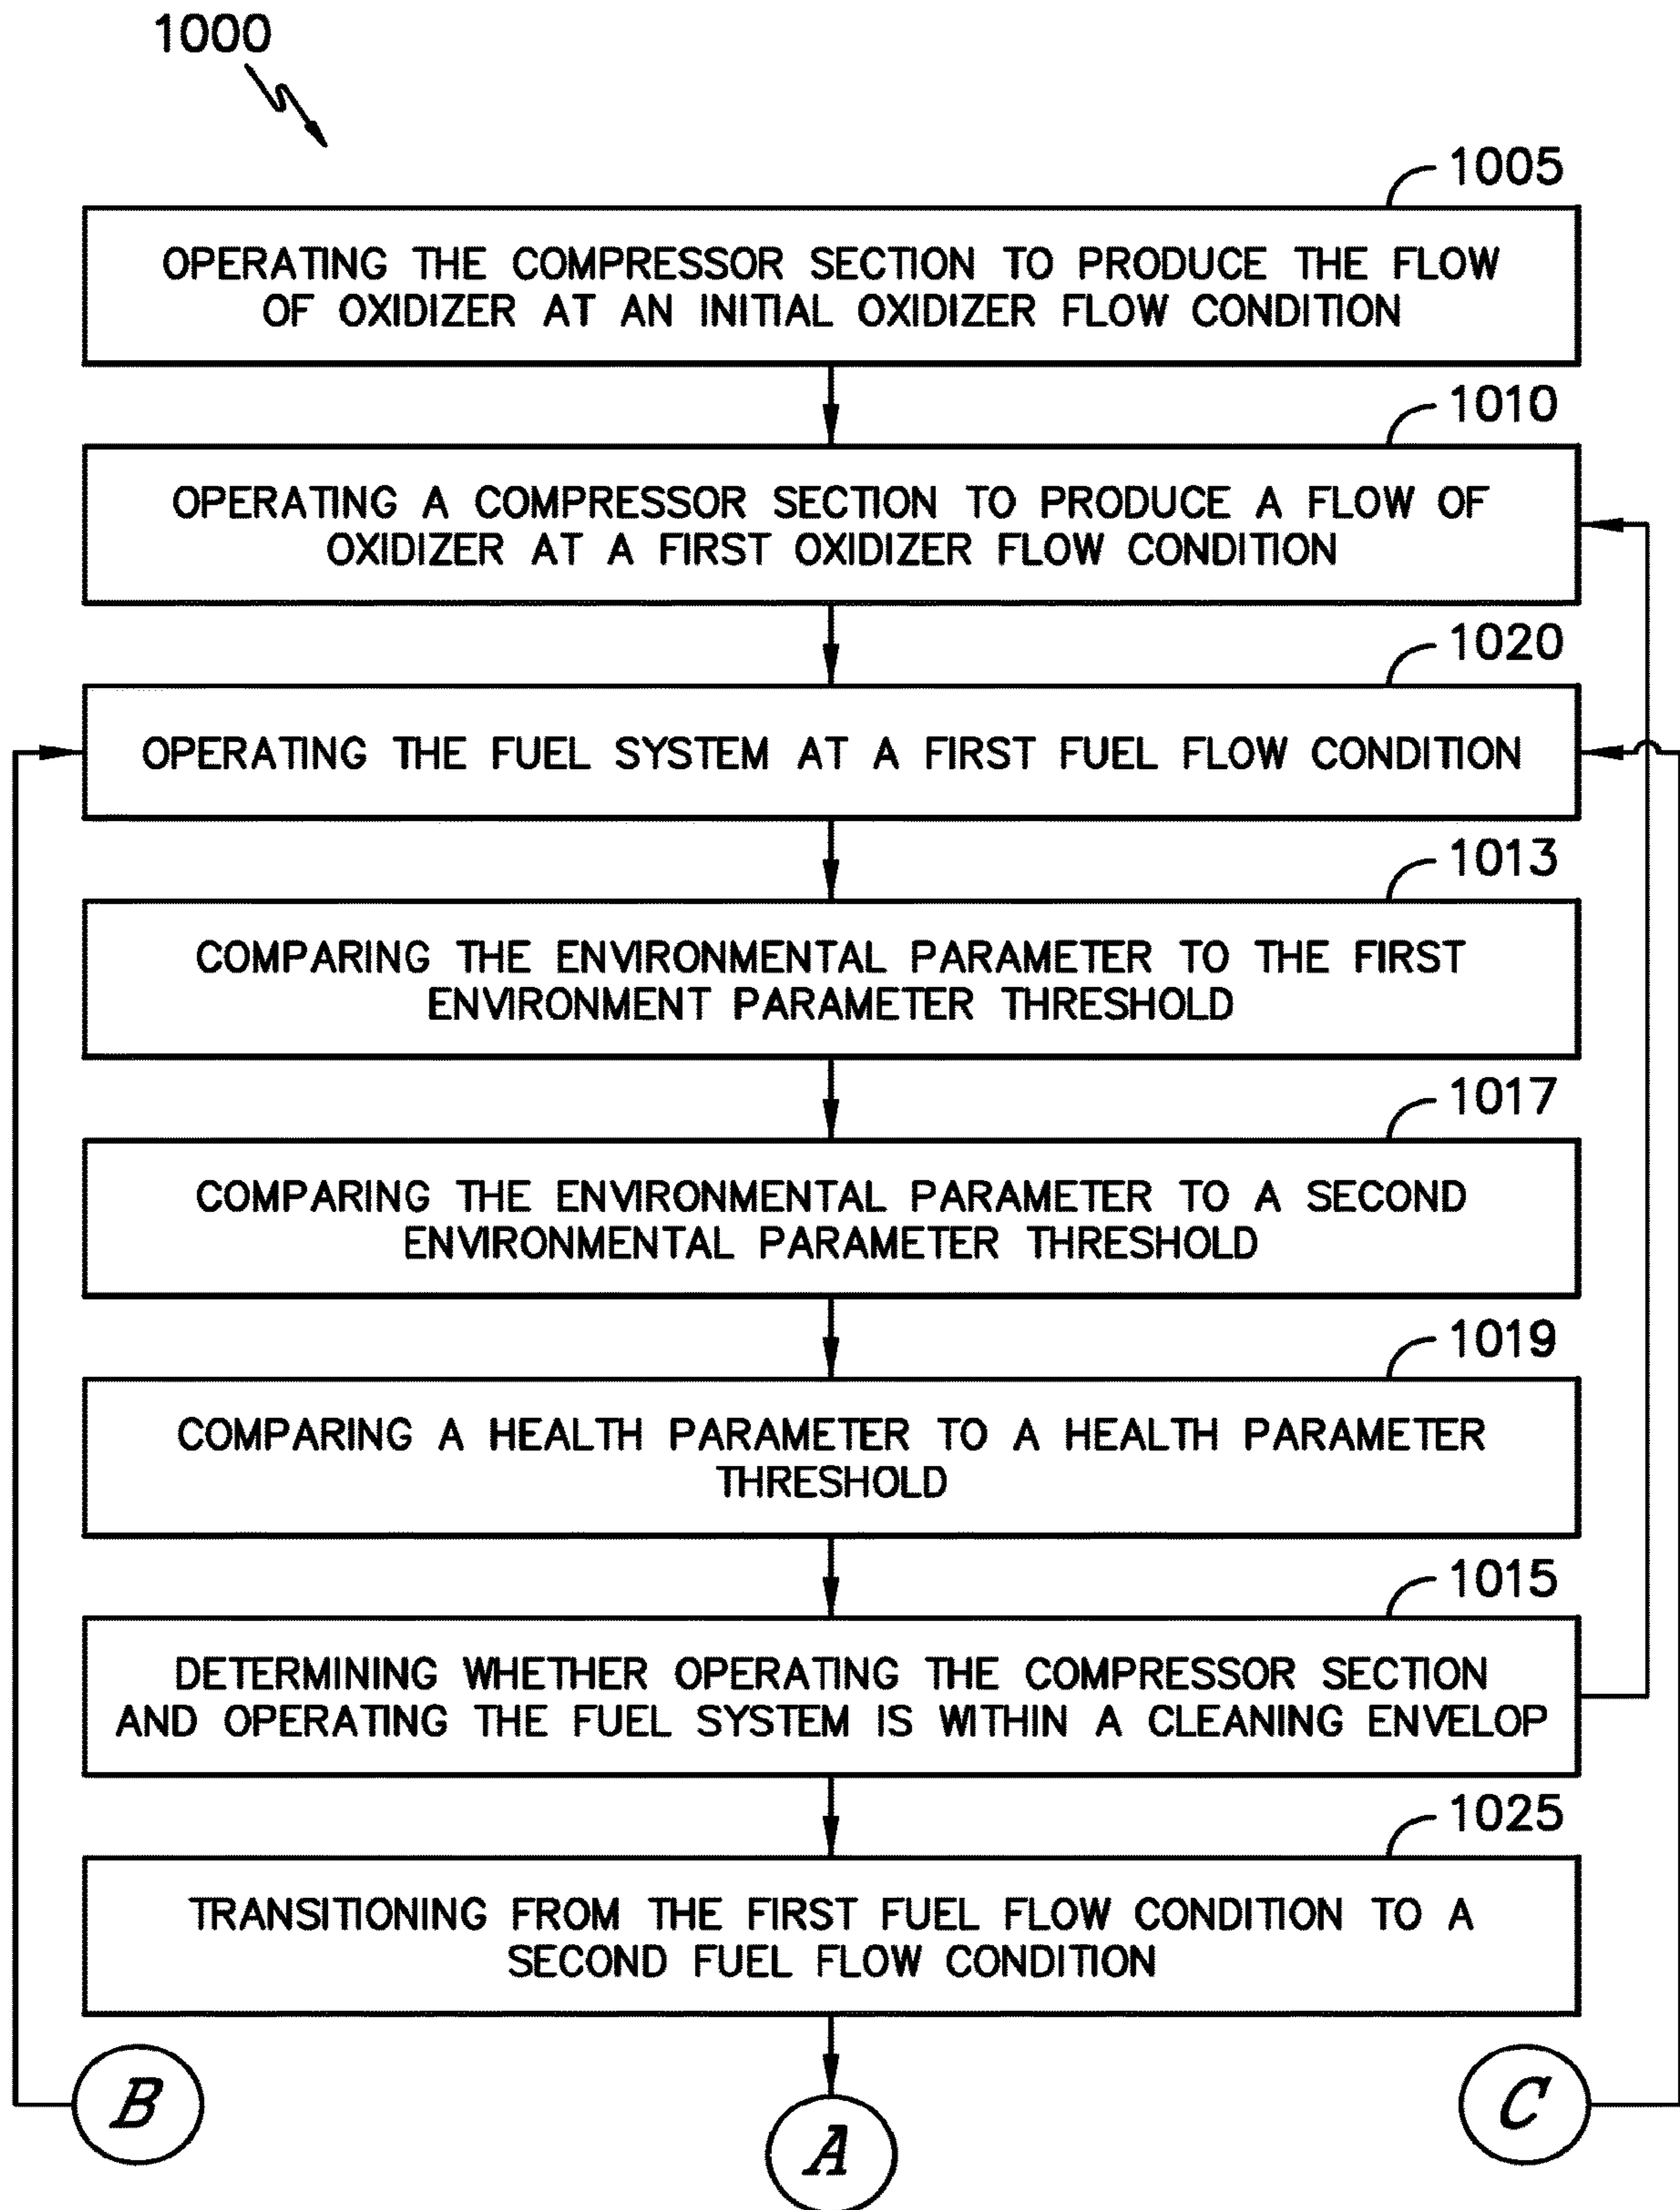 1000
1005
OPERATING THE COMPRESSOR SECTION TO PRODUCE THE FLOW
OF OXIDIZER AT AN INITIAL OXIDIZER FLOW CONDITION
1010
OPERATING A COMPRESSOR SECTION TO PRODUCE A FLOW OF
OXIDIZER AT A FIRST OXIDIZER FLOW CONDITION
1020
OPERATING THE FUEL SYSTEM AT A FIRST FUEL FLOW CONDITION
1013
COMPARING THE ENVIRONMENTAL PARAMETER TO THE FIRST
ENVIRONMENT PARAMETER THRESHOLD
1017
COMPARING THE ENVIRONMENTAL PARAMETER TO A SECOND
ENVIRONMENTAL PARAMETER THRESHOLD
1019
COMPARING A HEALTH PARAMETER TO A HEALTH PARAMETER
THRESHOLD
1015
DETERMINING WHETHER OPERATING THE COMPRESSOR SECTION
AND OPERATING THE FUEL SYSTEM IS WITHIN A CLEANING ENVELOP
1025
TRANSITIONING FROM THE FIRST FUEL FLOW CONDITION TO A
SECOND FUEL FLOW CONDITION
B
A
C